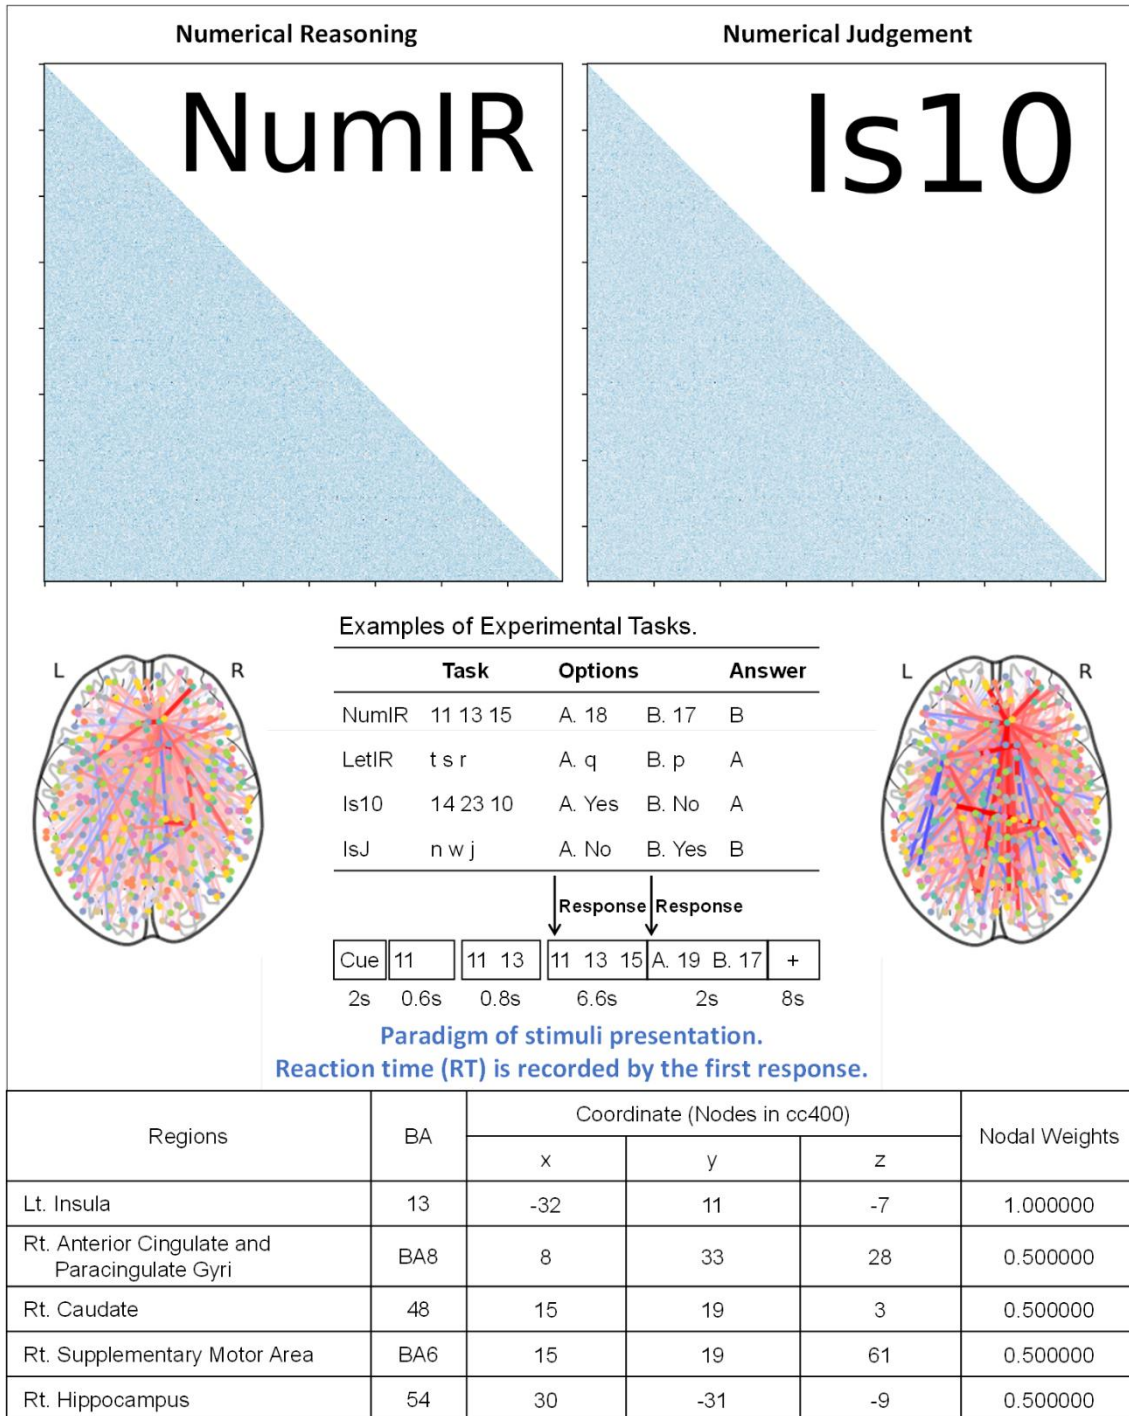 Numerical Reasoning Numerical Judgement
NumIR Is10
Examples of Experimental Tasks.
Task Options Answer
NumIR 11 13 15 A. 18 B. 17 B
LetIR t s r A. q B. p A
Is10 14 23 10 A. Yes B. No A
IsJ n w j A. No B. Yes B
L R
L R
Response Response
Cue 11 11 13 11 13 15 A. 19 B. 17 +
2s 0.6s 0.8s 6.6s 2s 8s
Paradigm of stimuli presentation.
Reaction time (RT) is recorded by the first response.
Regions BA Coordinate (Nodes in cc400) Nodal Weights
x y z
Lt. Insula 13 -32 11 -7 1.000000
Rt. Anterior Cingulate and
Paracingulate Gyri BA8 8 33 28 0.500000
Rt. Caudate 48 15 19 3 0.500000
Rt. Supplementary Motor Area BA6 15 19 61 0.500000
Rt. Hippocampus 54 30 -31 -9 0.500000